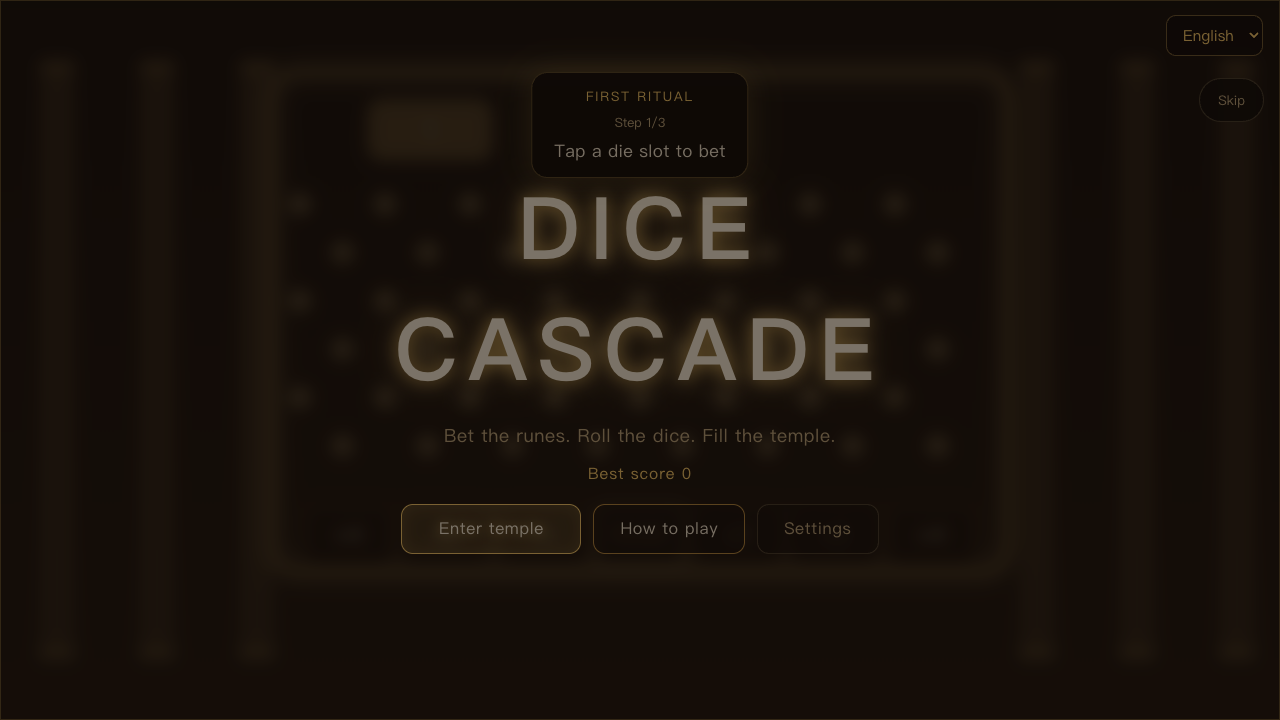 English
Skip
FIRST RITUAL
Step 1/3
Tap a die slot to bet
DICE
CASCADE
Bet the runes. Roll the dice. Fill the temple.
Best score 0
Enter temple
How to play
Settings